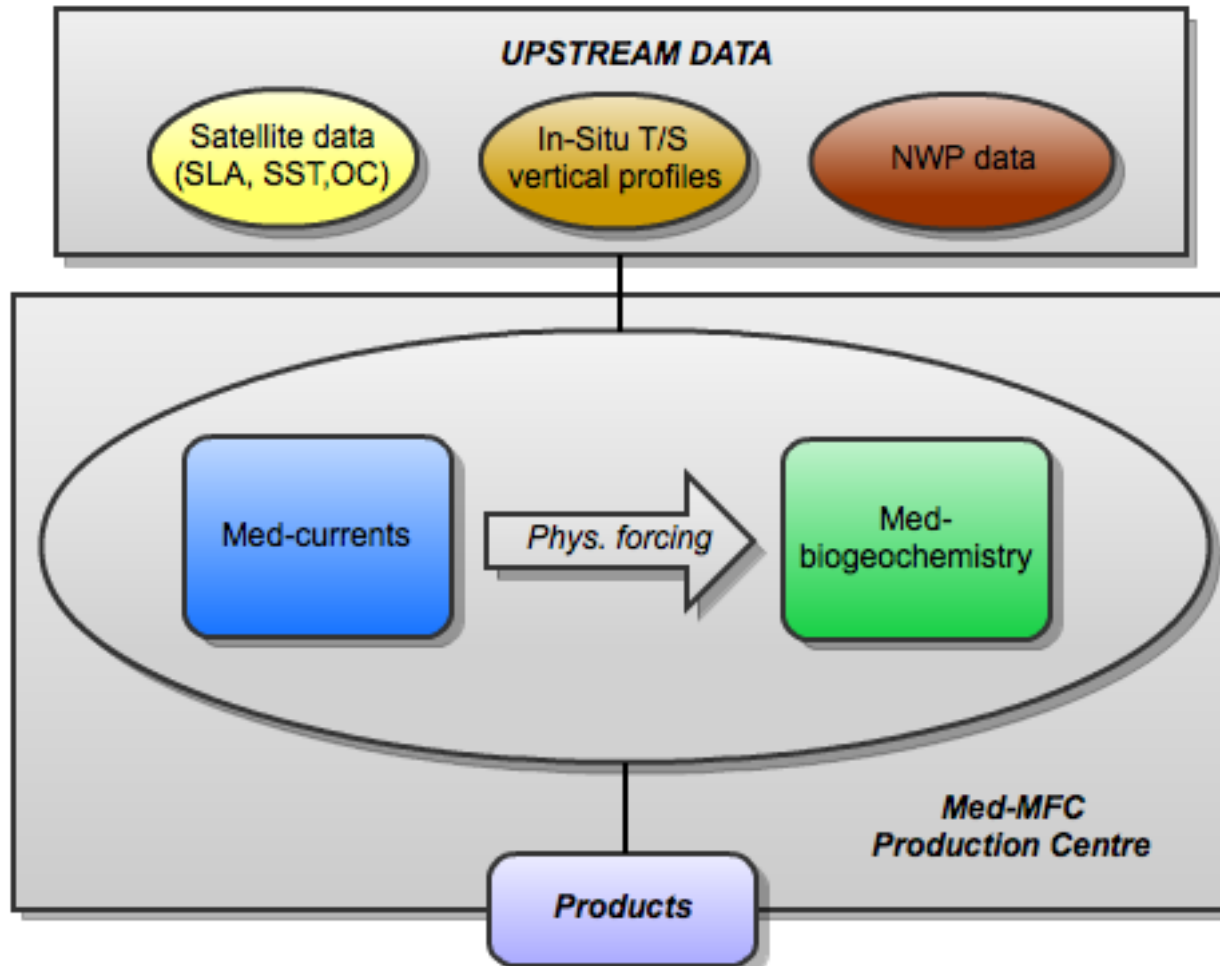 UPSTREAM DATA
Satellite data
(SLA, SST,OC)
In-Situ T/S
vertical profiles
NWP data
Med-currents
Phys. forcing
Med-
biogeochemistry
Med-MFC
Production Centre
Products